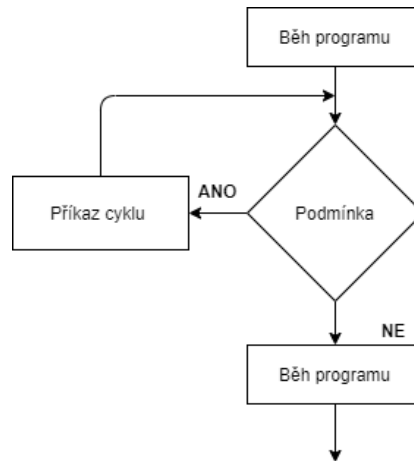 Běh programu
ANO
Příkaz cyklu
Podmínka
NE
Běh programu